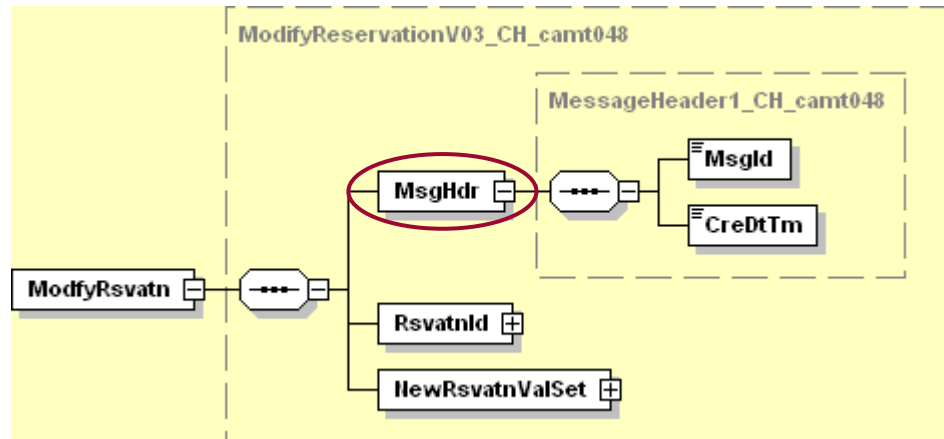 ModifyReservationV03_CH_camt048
MessageHeader1_CH_camt048
MsgId
MsgHdr
CreDtTm
ModfyRsvatn
RsvatnId
NewRsvatnValSet